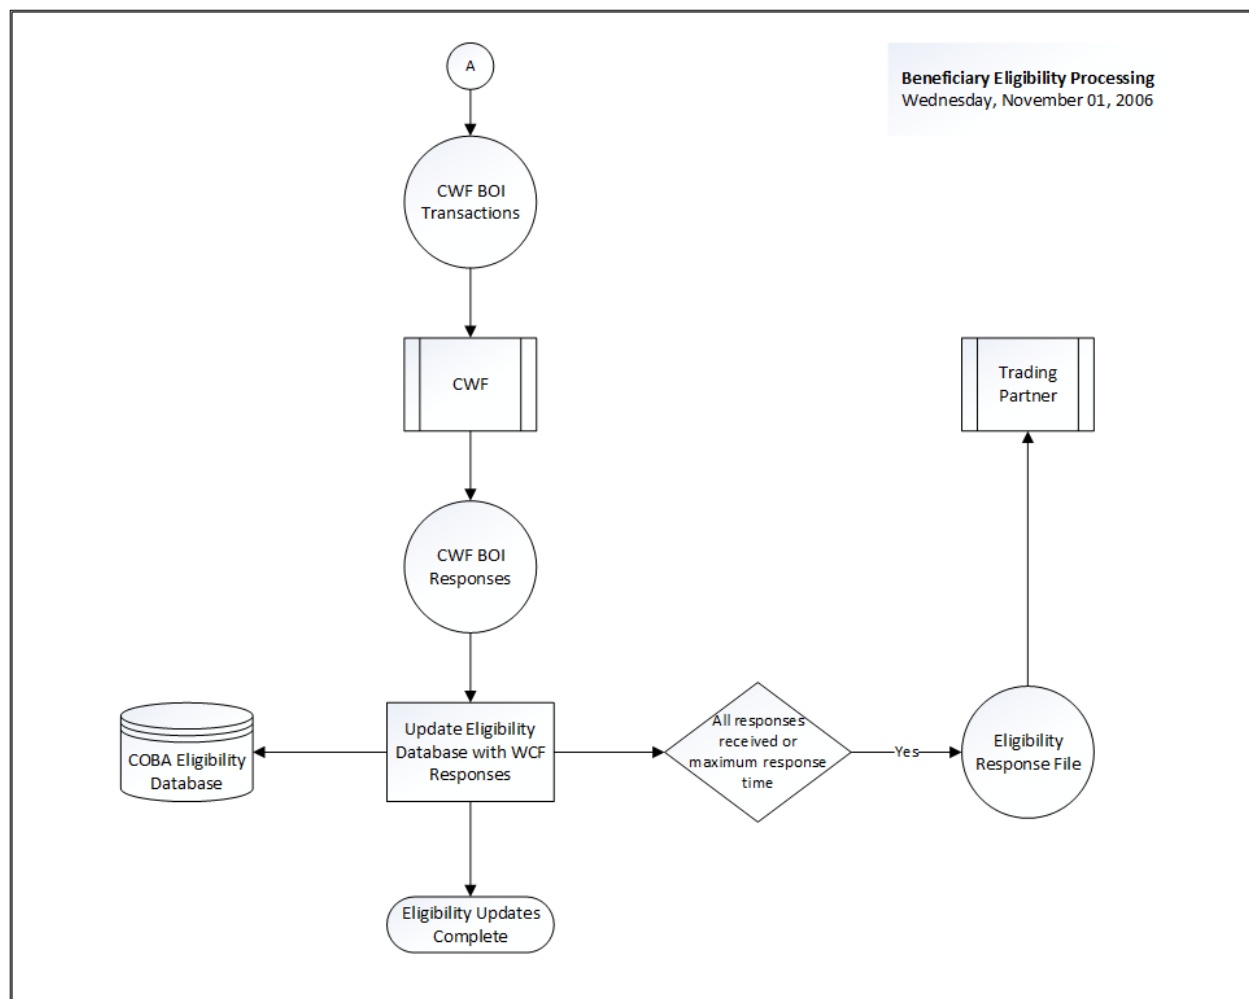 A
Beneficiary Eligibility Processing
Wednesday, November 01, 2006
CWF BOI
Transactions
CWF
Trading
Partner
CWF BOI
Responses
COBA Eligibility
Database
Update Eligibility
Database with WCF
Responses
All responses
received or
maximum response
time
Yes
Eligibility
Response File
Eligibility Updates
Complete